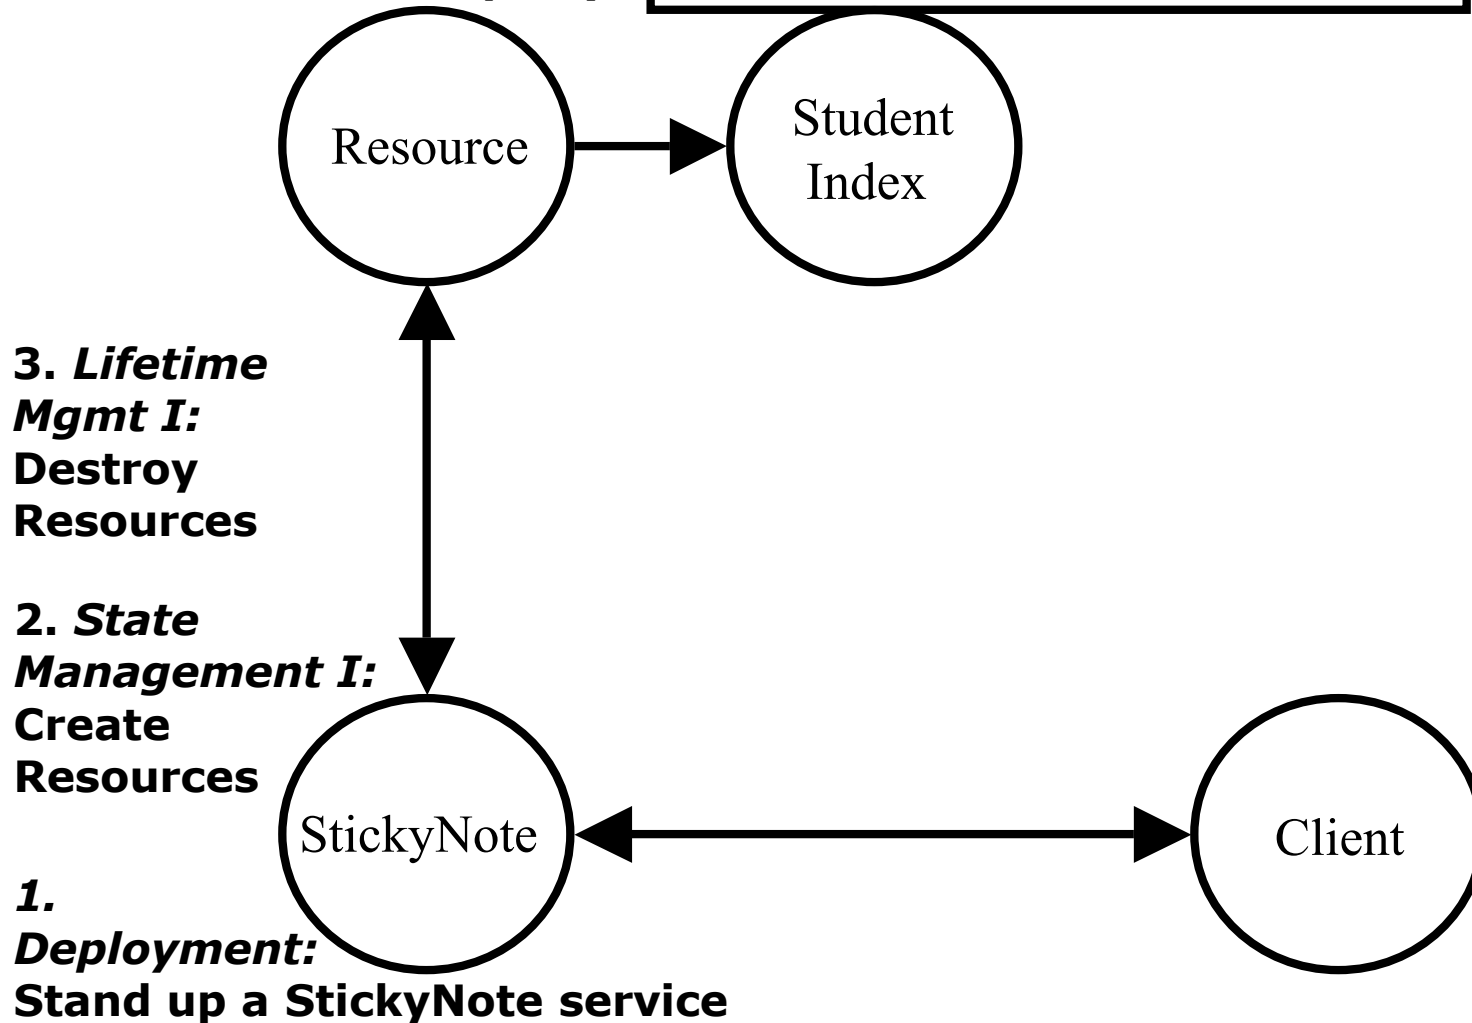 Resource
Student
Index
3. Lifetime
Mgmt I:
Destroy
Resources
2. State
Management I:
Create
Resources
StickyNote
Client
1.
Deployment:
Stand up a StickyNote service